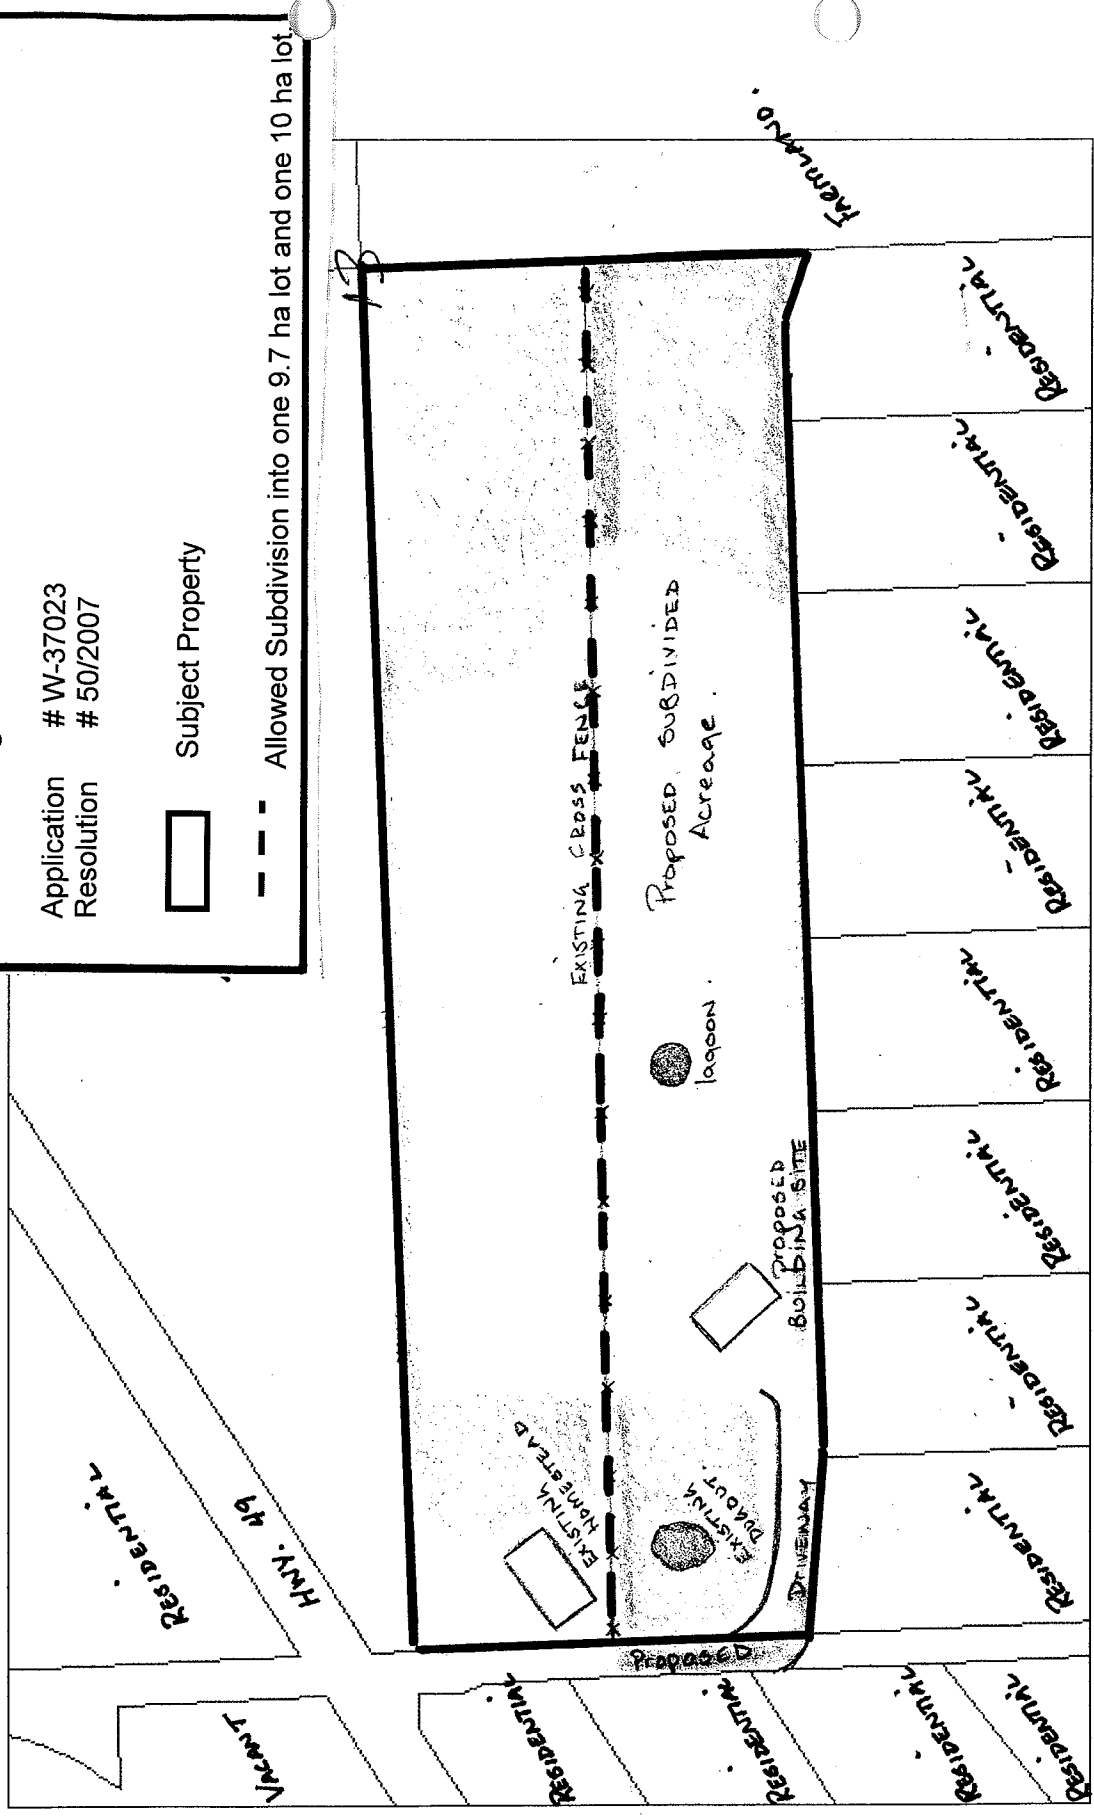 Application # W-37023
Resolution # 50/2007
Subject Property
Allowed Subdivision into one 9.7 ha lot and one 10 ha lot.
RESIDENTIAL
HWY. 49
VACANT
FARMLAND.
EXISTING CROSS FENCE
PROPOSED SUBDIVIDED
Acreage.
lagoon.
EXISTING
HOMESTEAD
EXISTING
DUGOUT.
PROPOSED
BUILDING SITE
PROPOSED
DRIVEWAY
RESIDENTIAL
RESIDENTIAL
RESIDENTIAL
RESIDENTIAL
RESIDENTIAL
RESIDENTIAL
RESIDENTIAL
RESIDENTIAL
RESIDENTIAL
RESIDENTIAL
RESIDENTIAL
RESIDENTIAL